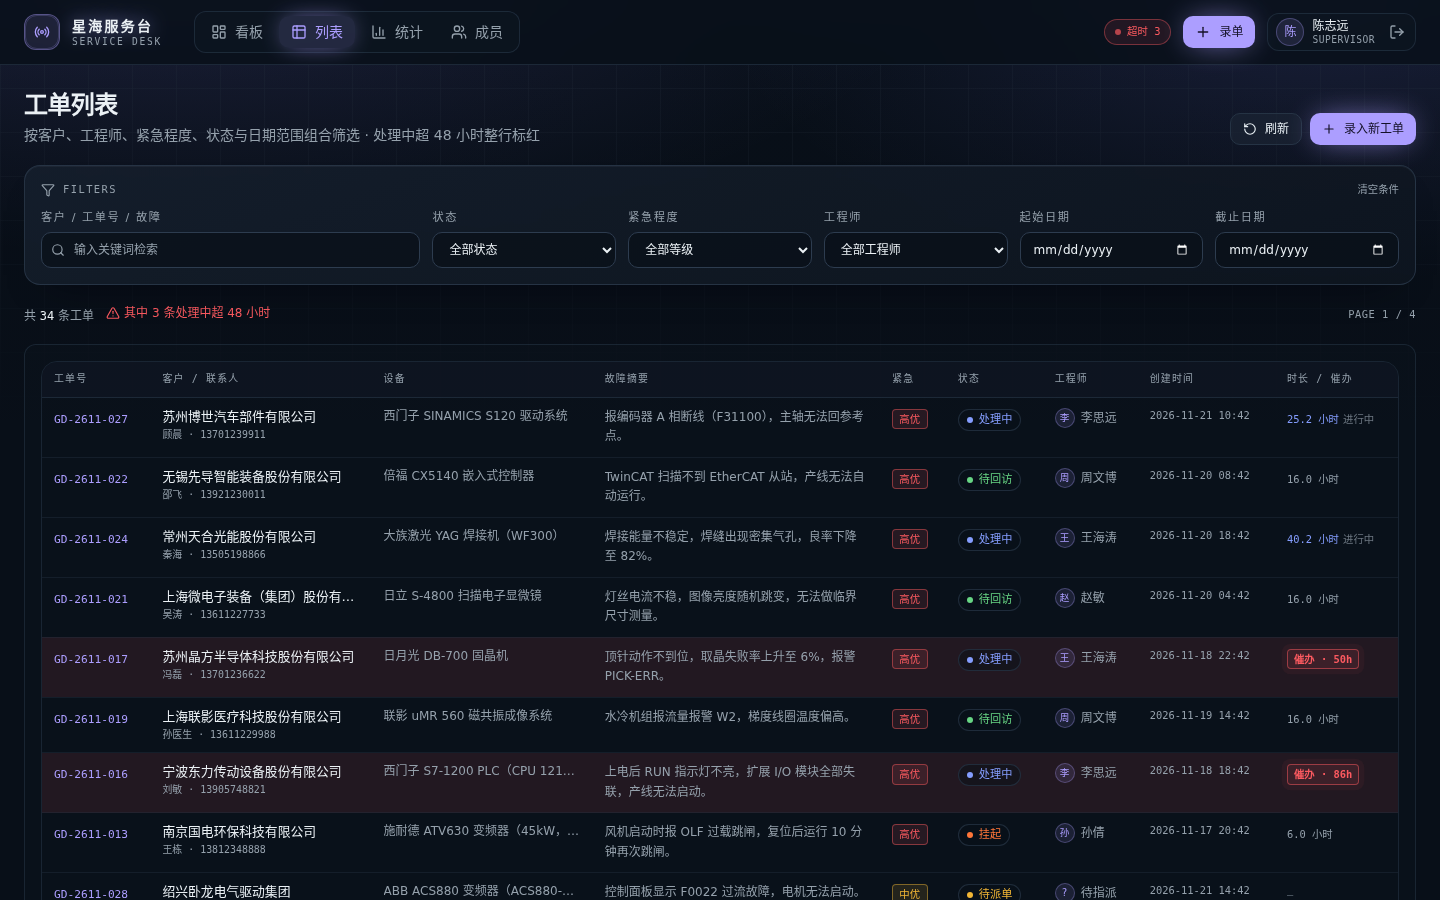 星海服务台
SERVICE DESK
看板
列表
统计
成员
超时 3
录单
陈
陈志远
SUPERVISOR
工单列表
按客户、工程师、紧急程度、状态与日期范围组合筛选 · 处理中超 48 小时整行标红
刷新
录入新工单
FILTERS
清空条件
客户 / 工单号 / 故障
状态
紧急程度
工程师
起始日期
截止日期
输入关键词检索
全部状态
全部等级
全部工程师
mm/dd/yyyy
mm/dd/yyyy
共 34 条工单
其中 3 条处理中超 48 小时
PAGE 1 / 4
工单号
客户 / 联系人
设备
故障摘要
紧急
状态
工程师
创建时间
时长 / 催办
GD-2611-027
苏州博世汽车部件有限公司
顾晨 · 13701239911
西门子 SINAMICS S120 驱动系统
报编码器 A 相断线（F31100），主轴无法回参考
点。
高优
处理中
李
李思远
2026-11-21 10:42
25.2 小时 进行中
GD-2611-022
无锡先导智能装备股份有限公司
邵飞 · 13921230011
倍福 CX5140 嵌入式控制器
TwinCAT 扫描不到 EtherCAT 从站，产线无法自
动运行。
高优
待回访
周
周文博
2026-11-20 08:42
16.0 小时
GD-2611-024
常州天合光能股份有限公司
秦海 · 13505198866
大族激光 YAG 焊接机（WF300）
焊接能量不稳定，焊缝出现密集气孔，良率下降
至 82%。
高优
处理中
王
王海涛
2026-11-20 18:42
40.2 小时 进行中
GD-2611-021
上海微电子装备（集团）股份有…
吴涛 · 13611227733
日立 S-4800 扫描电子显微镜
灯丝电流不稳，图像亮度随机跳变，无法做临界
尺寸测量。
高优
待回访
赵
赵敏
2026-11-20 04:42
16.0 小时
GD-2611-017
苏州晶方半导体科技股份有限公司
冯磊 · 13701236622
日月光 DB-700 固晶机
顶针动作不到位，取晶失败率上升至 6%，报警
PICK-ERR。
高优
处理中
王
王海涛
2026-11-18 22:42
催办 · 50h
GD-2611-019
上海联影医疗科技股份有限公司
孙医生 · 13611229988
联影 uMR 560 磁共振成像系统
水冷机组报流量报警 W2，梯度线圈温度偏高。
高优
待回访
周
周文博
2026-11-19 14:42
16.0 小时
GD-2611-016
宁波东力传动设备股份有限公司
刘敏 · 13905748821
西门子 S7-1200 PLC（CPU 121…
上电后 RUN 指示灯不亮，扩展 I/O 模块全部失
联，产线无法启动。
高优
处理中
李
李思远
2026-11-18 18:42
催办 · 86h
GD-2611-013
南京国电环保科技有限公司
王栋 · 13812348888
施耐德 ATV630 变频器（45kW，…
风机启动时报 OLF 过载跳闸，复位后运行 10 分
钟再次跳闸。
高优
挂起
孙
孙倩
2026-11-17 20:42
6.0 小时
GD-2611-028
绍兴卧龙电气驱动集团
ABB ACS880 变频器（ACS880-…
控制面板显示 F0022 过流故障，电机无法启动。
中优
待派单
?
待指派
2026-11-21 14:42
—